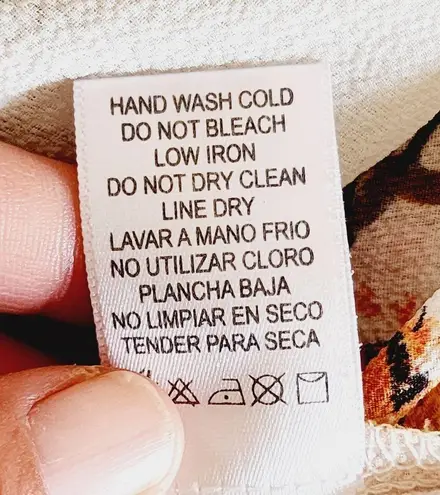 HAND WASH COLD
DO NOT BLEACH
LOW IRON
DO NOT DRY CLEAN
LINE DRY
LAVAR A MANO FRIO
NO UTILIZAR CLORO
PLANCHA BAJA
NO LIMPIAR EN SECO
TENDER PARA SECA